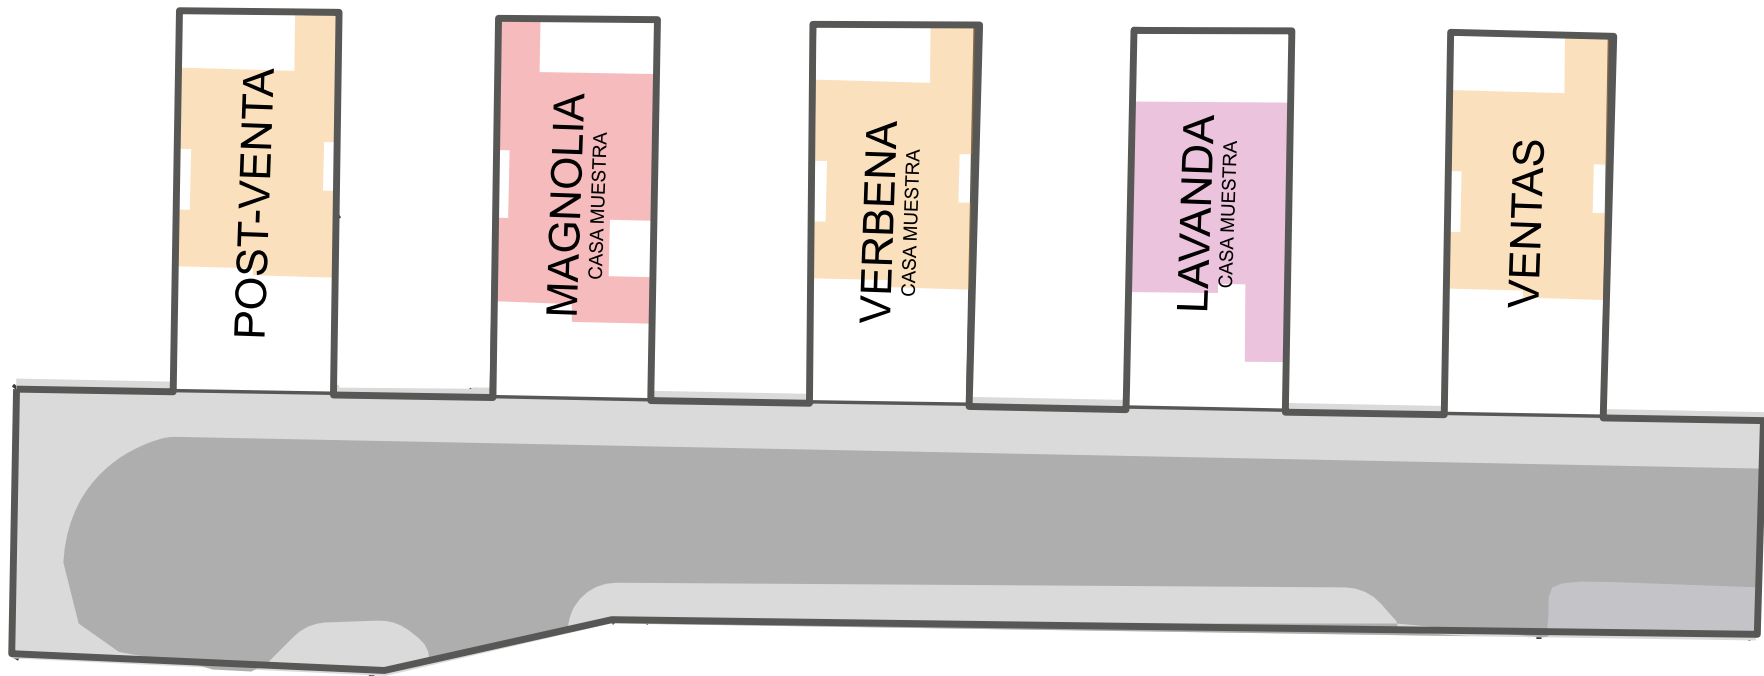 POST-VENTA
MAGNOLIA
CASA MUESTRA
VERBENA
CASA MUESTRA
LAVANDA
CASA MUESTRA
VENTAS